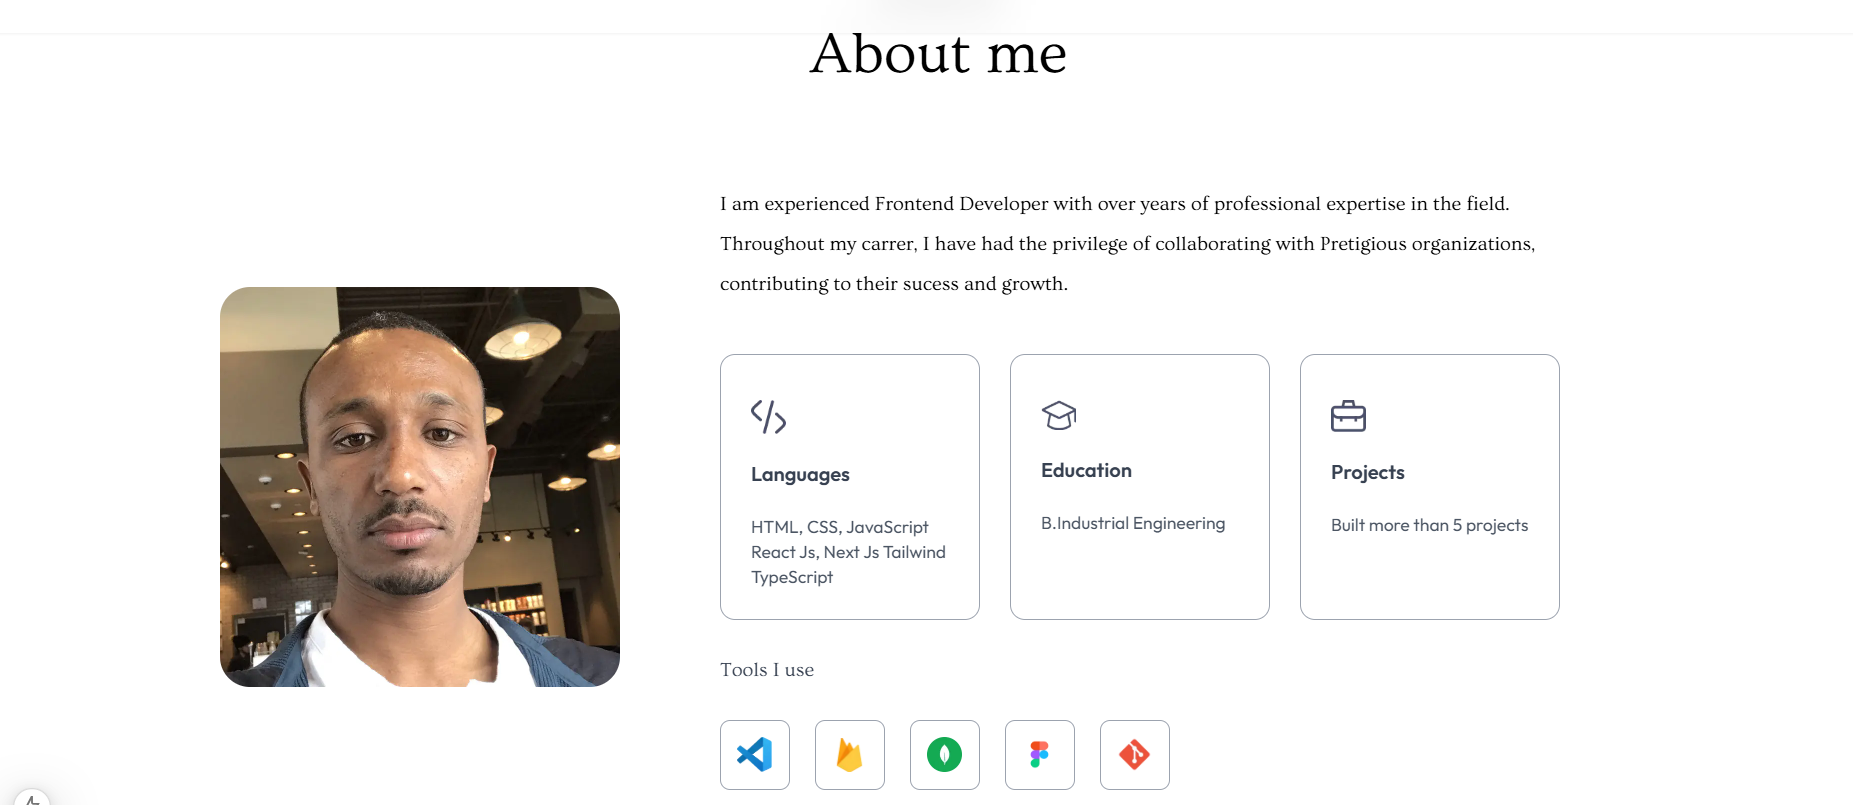 About me
I am experienced Frontend Developer with over years of professional expertise in the field.
Throughout my carrer, I have had the privilege of collaborating with Pretigious organizations,
contributing to their sucess and growth.
Languages
HTML, CSS, JavaScript
React Js, Next Js Tailwind
TypeScript
Education
B.Industrial Engineering
Projects
Built more than 5 projects
Tools I use